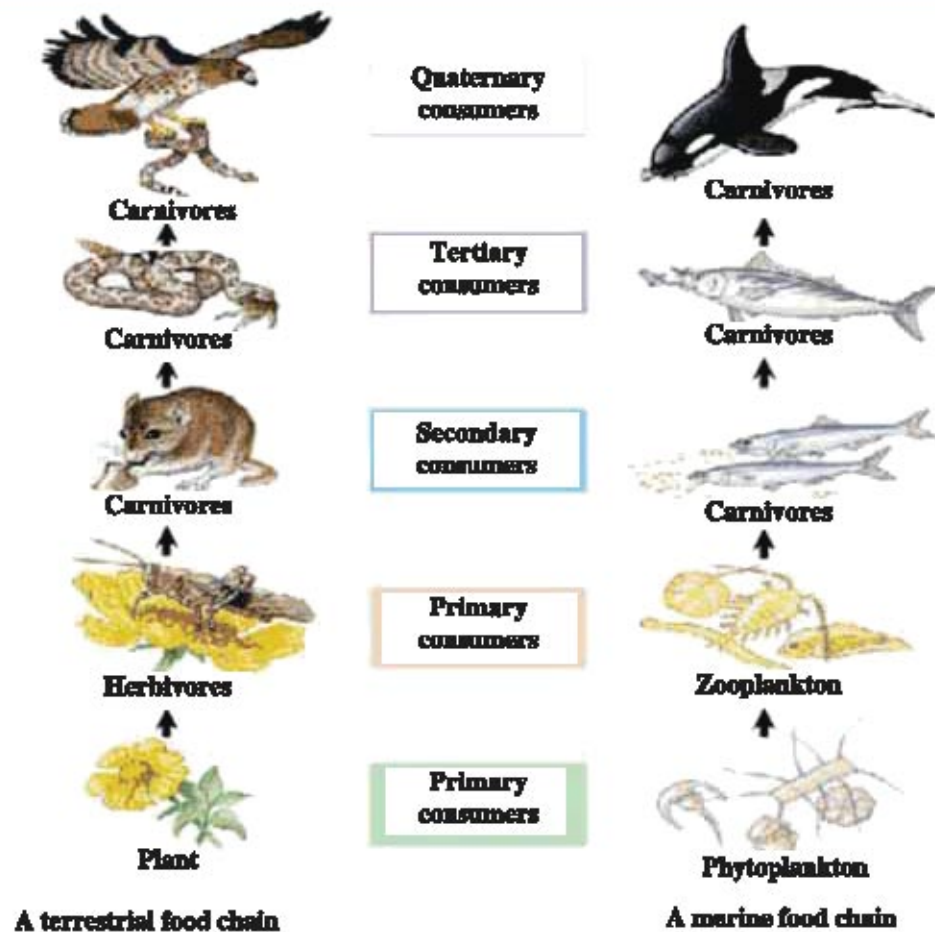 Quaternary
consumers
Carnivores
Carnivores
Tertiary
consumers
Carnivores
Carnivores
Secondary
consumers
Carnivores
Carnivores
Primary
consumers
Herbivores
Zooplankton
Primary
consumers
Plant
Phytoplankton
A terrestrial food chain
A marine food chain